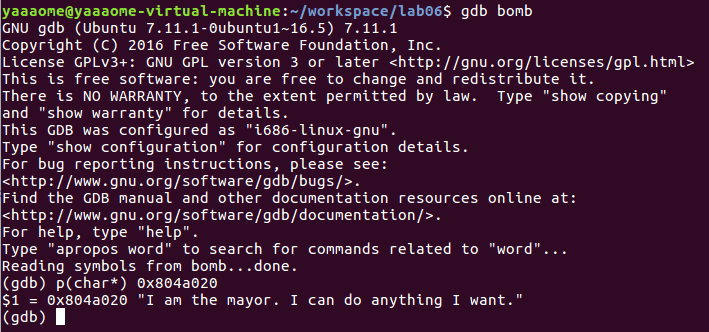 yaaaome@yaaaome-virtual-machine:~/workspace/lab06$ gdb bomb
GNU gdb (Ubuntu 7.11.1-0ubuntu1~16.5) 7.11.1
Copyright (C) 2016 Free Software Foundation, Inc.
License GPLv3+: GNU GPL version 3 or later <http://gnu.org/licenses/gpl.html>
This is free software: you are free to change and redistribute it.
There is NO WARRANTY, to the extent permitted by law.  Type "show copying"
and "show warranty" for details.
This GDB was configured as "i686-linux-gnu".
Type "show configuration" for configuration details.
For bug reporting instructions, please see:
<http://www.gnu.org/software/gdb/bugs/>.
Find the GDB manual and other documentation resources online at:
<http://www.gnu.org/software/gdb/documentation/>.
For help, type "help".
Type "apropos word" to search for commands related to "word"...
Reading symbols from bomb...done.
(gdb) p(char*) 0x804a020
$1 = 0x804a020 "I am the mayor. I can do anything I want."
(gdb)